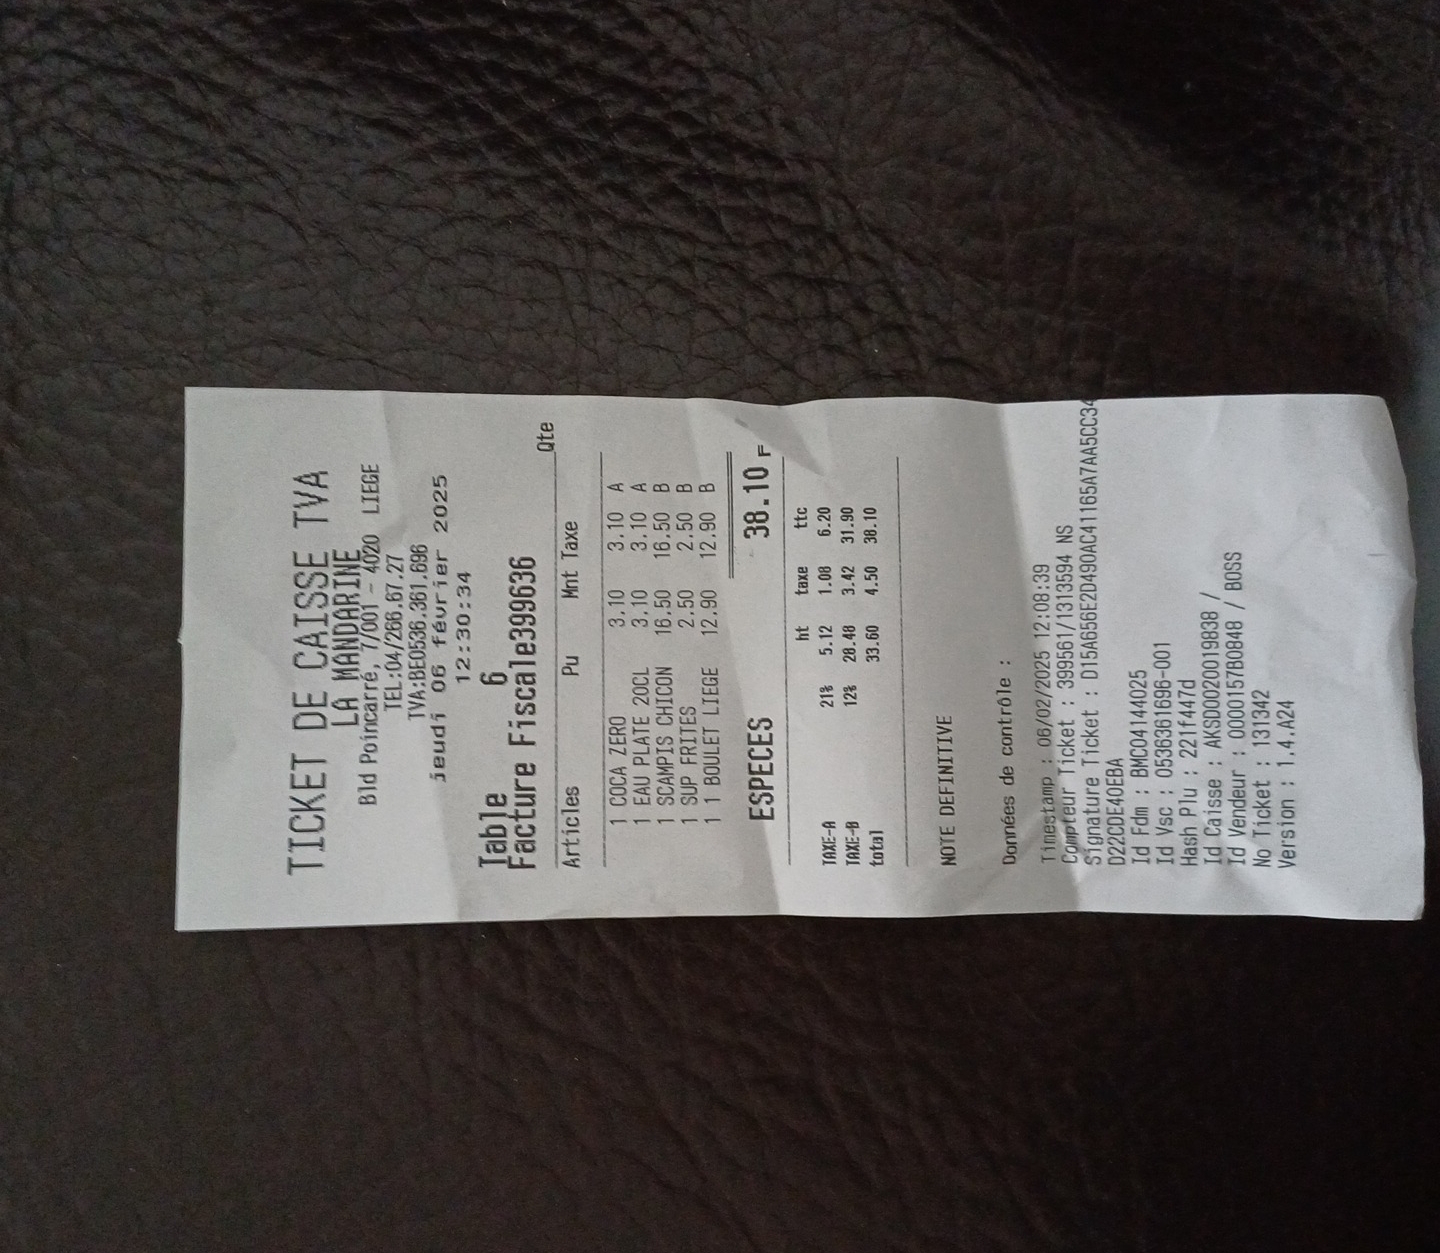 TICKET DE CAISSE TVA
LA MANDARINE
Bld Poincarré, 7/001 - 4020 LIEGE
TEL:04/266.67.27
TVA:BE0536.361.696
jeudi 06 février 2025
12:30:34
Table 6
Facture Fiscale399636
Articles Pu Mnt Taxe Qte
1 COCA ZERO 3.10 3.10 A
1 EAU PLATE 20CL 3.10 3.10 A
1 SCAMPIS CHICON 16.50 16.50 B
1 SUP FRITES 2.50 2.50 B
1 1 BOULET LIEGE 12.90 12.90 B
ESPECES 38.10 F
ht taxe ttc
TAXE-A 21% 5.12 1.08 6.20
TAXE-B 12% 28.48 3.42 31.90
total 33.60 4.50 38.10
NOTE DEFINITIVE
Données de contrôle :
Timestamp : 06/02/2025 12:08:39
Compteur Ticket : 399561/1313594 NS
Signature Ticket : D15A656E2D490AC41165A7AA5CC34
D22CDE40EBA
Id Fdm : BMC04144025
Id Vsc : 0536361696-001
Hash Plu : 221f447d
Id Caisse : AKSD0020019838 /
Id Vendeur : 0000157B0848 / BOSS
No Ticket : 131342
Version : 1.4.A24